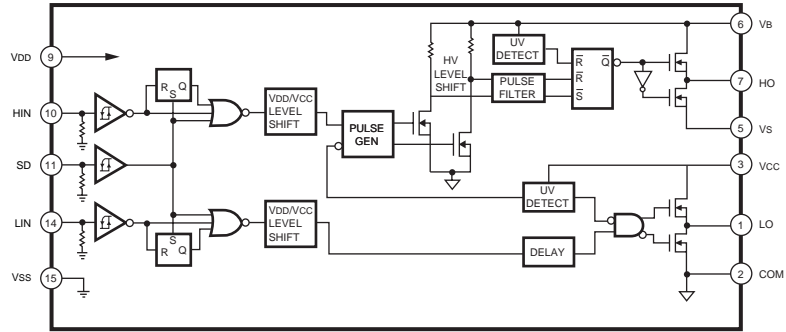 VDD
9
HIN
10
SD
11
LIN
14
VSS
15
R S Q
S
R Q
VDD/VCC
LEVEL
SHIFT
VDD/VCC
LEVEL
SHIFT
PULSE
GEN
HV
LEVEL
SHIFT
UV
DETECT
PULSE
FILTER
R̅ Q̅
R̅
S̅
UV
DETECT
DELAY
6 VB
7 HO
5 VS
3 VCC
1 LO
2 COM